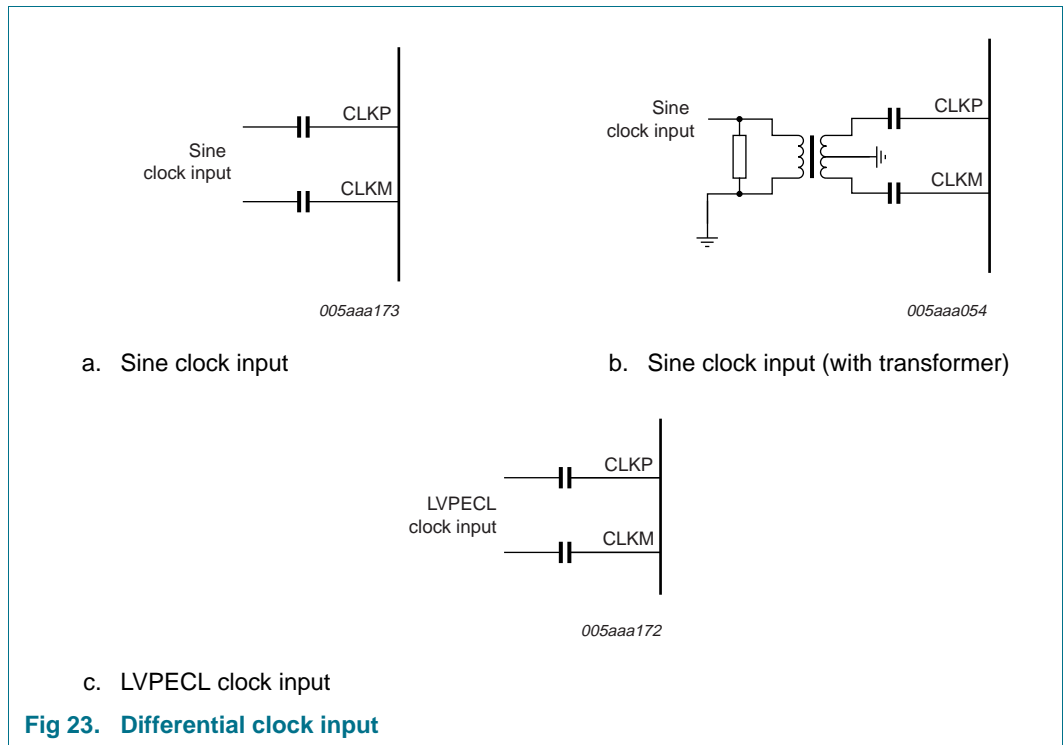 Sine
clock input
CLKP
CLKM
005aaa173
a. Sine clock input
Sine
clock input
CLKP
CLKM
005aaa054
b. Sine clock input (with transformer)
LVPECL
clock input
CLKP
CLKM
005aaa172
c. LVPECL clock input
Fig 23. Differential clock input